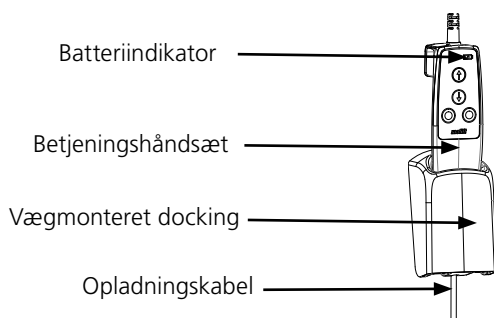 Batteriindikator
Betjeningshåndsæt
Vægmonteret docking
Opladningskabel